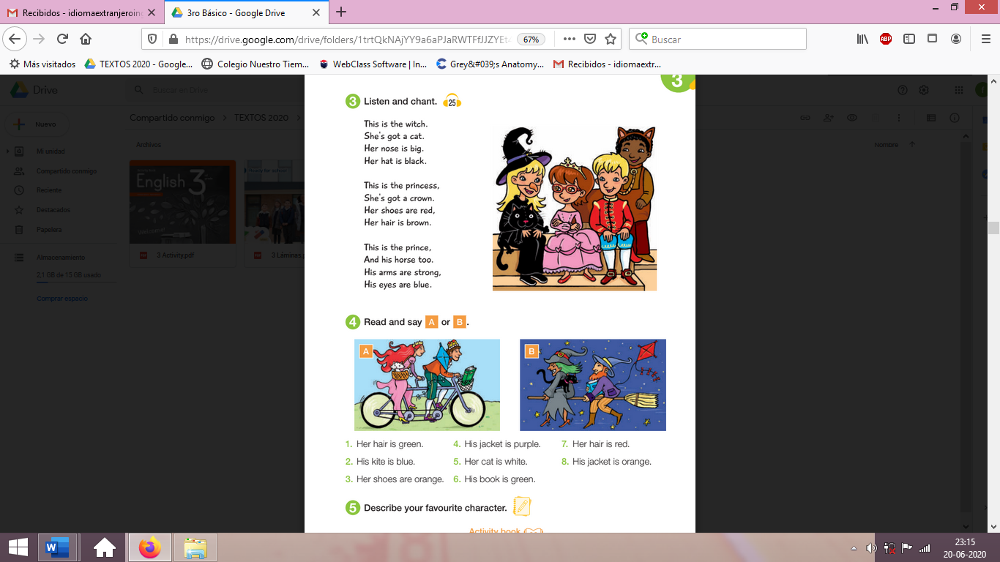 Recibidos - idiomaextranjeroin
3ro Básico - Google Drive
https://drive.google.com/drive/folders/1trtQkNAjYY9a6aPJaRWTFfJJZYEt
67%
Buscar
ABP
Más visitados
TEXTOS 2020 - Google...
Colegio Nuestro Tiem...
WebClass Software | In...
Grey&#039;s Anatomy...
Recibidos - idiomaextr...
Drive
Buscar en Drive
Nuevo
Compartido conmigo
TEXTOS 2020
Nombre
Archivos
Mi unidad
Compartido conmigo
Reciente
Destacados
Papelera
Almacenamiento
2,1 GB de 15 GB usado
Comprar espacio
English 3
Welcome!
3 Activity.pdf
3 Láminas.
3
3 Listen and chant. 25
This is the witch.
She's got a cat.
Her nose is big.
Her hat is black.
This is the princess,
She's got a crown.
Her shoes are red,
Her hair is brown.
This is the prince,
And his horse too.
His arms are strong,
His eyes are blue.
4 Read and say A or B.
A
B
1. Her hair is green.
2. His kite is blue.
3. Her shoes are orange.
4. His jacket is purple.
5. Her cat is white.
6. His book is green.
7. Her hair is red.
8. His jacket is orange.
5 Describe your favourite character.
Activity book
23:15
20-06-2020